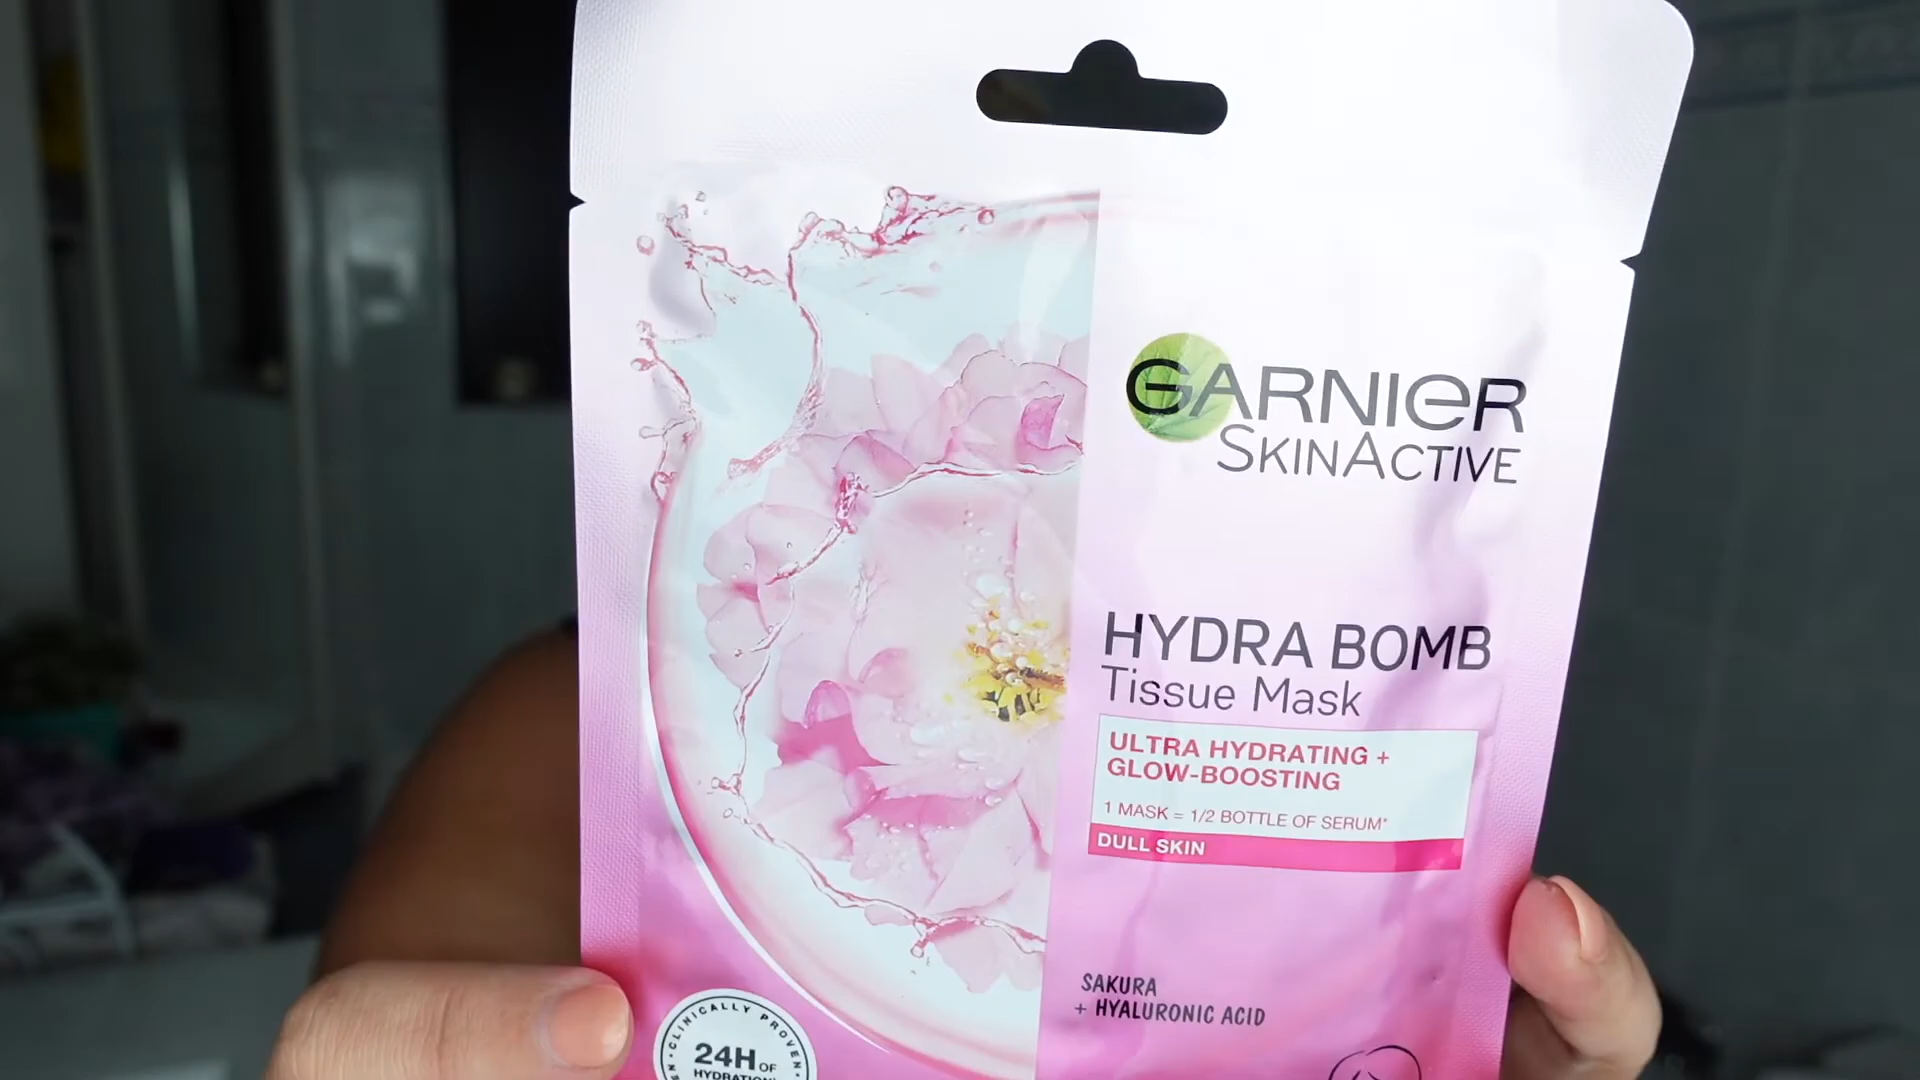 GARNIER
SKINACTIVE
HYDRA BOMB
Tissue Mask
ULTRA HYDRATING +
GLOW-BOOSTING
1 MASK = 1/2 BOTTLE OF SERUM*
DULL SKIN
SAKURA
+ HYALURONIC ACID
CLINICALLY PROVEN
24H OF
HYDRATION